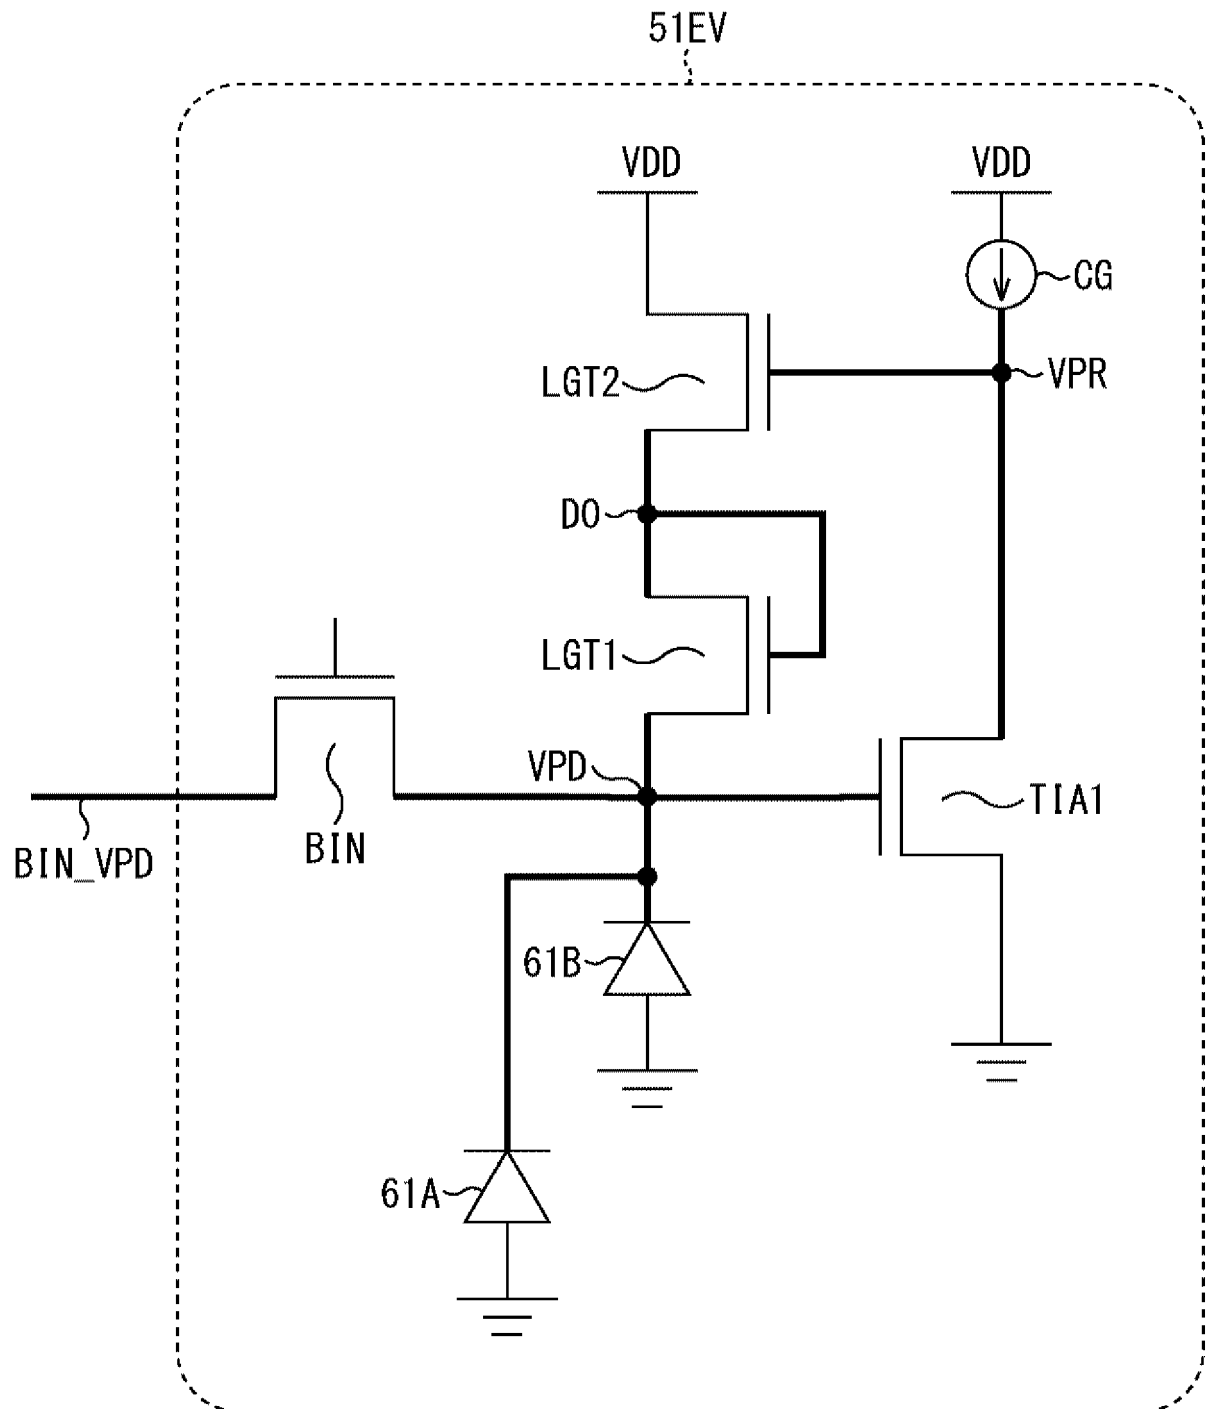 51EV
VDD
VDD
CG
LGT2
VPR
DO
LGT1
VPD
TIA1
BIN
BIN_VPD
61B
61A